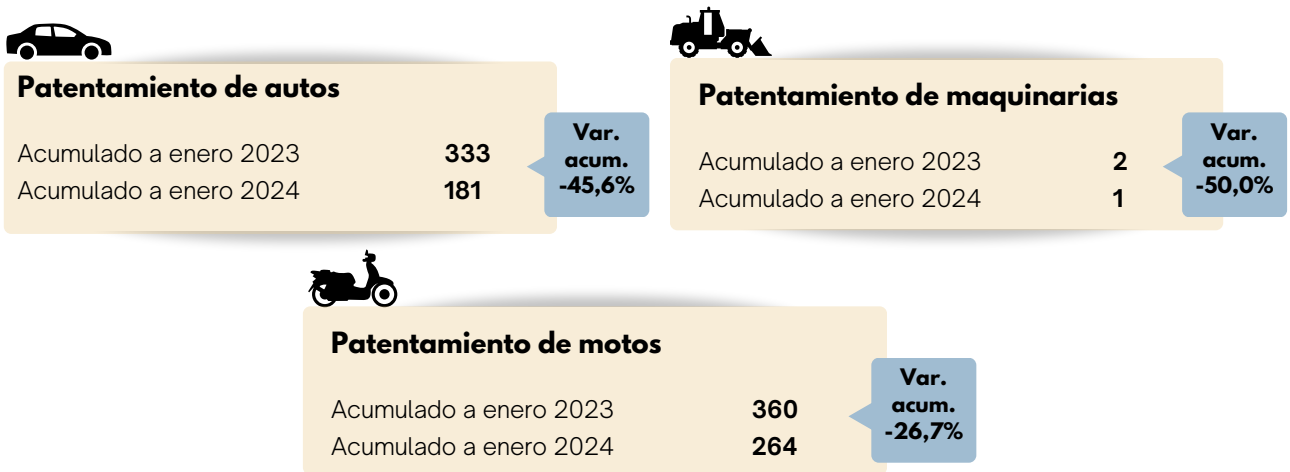 Patentamiento de autos
Acumulado a enero 2023 333
Acumulado a enero 2024 181
Var.
acum.
-45,6%
Patentamiento de maquinarias
Acumulado a enero 2023 2
Acumulado a enero 2024 1
Var.
acum.
-50,0%
Patentamiento de motos
Acumulado a enero 2023 360
Acumulado a enero 2024 264
Var.
acum.
-26,7%